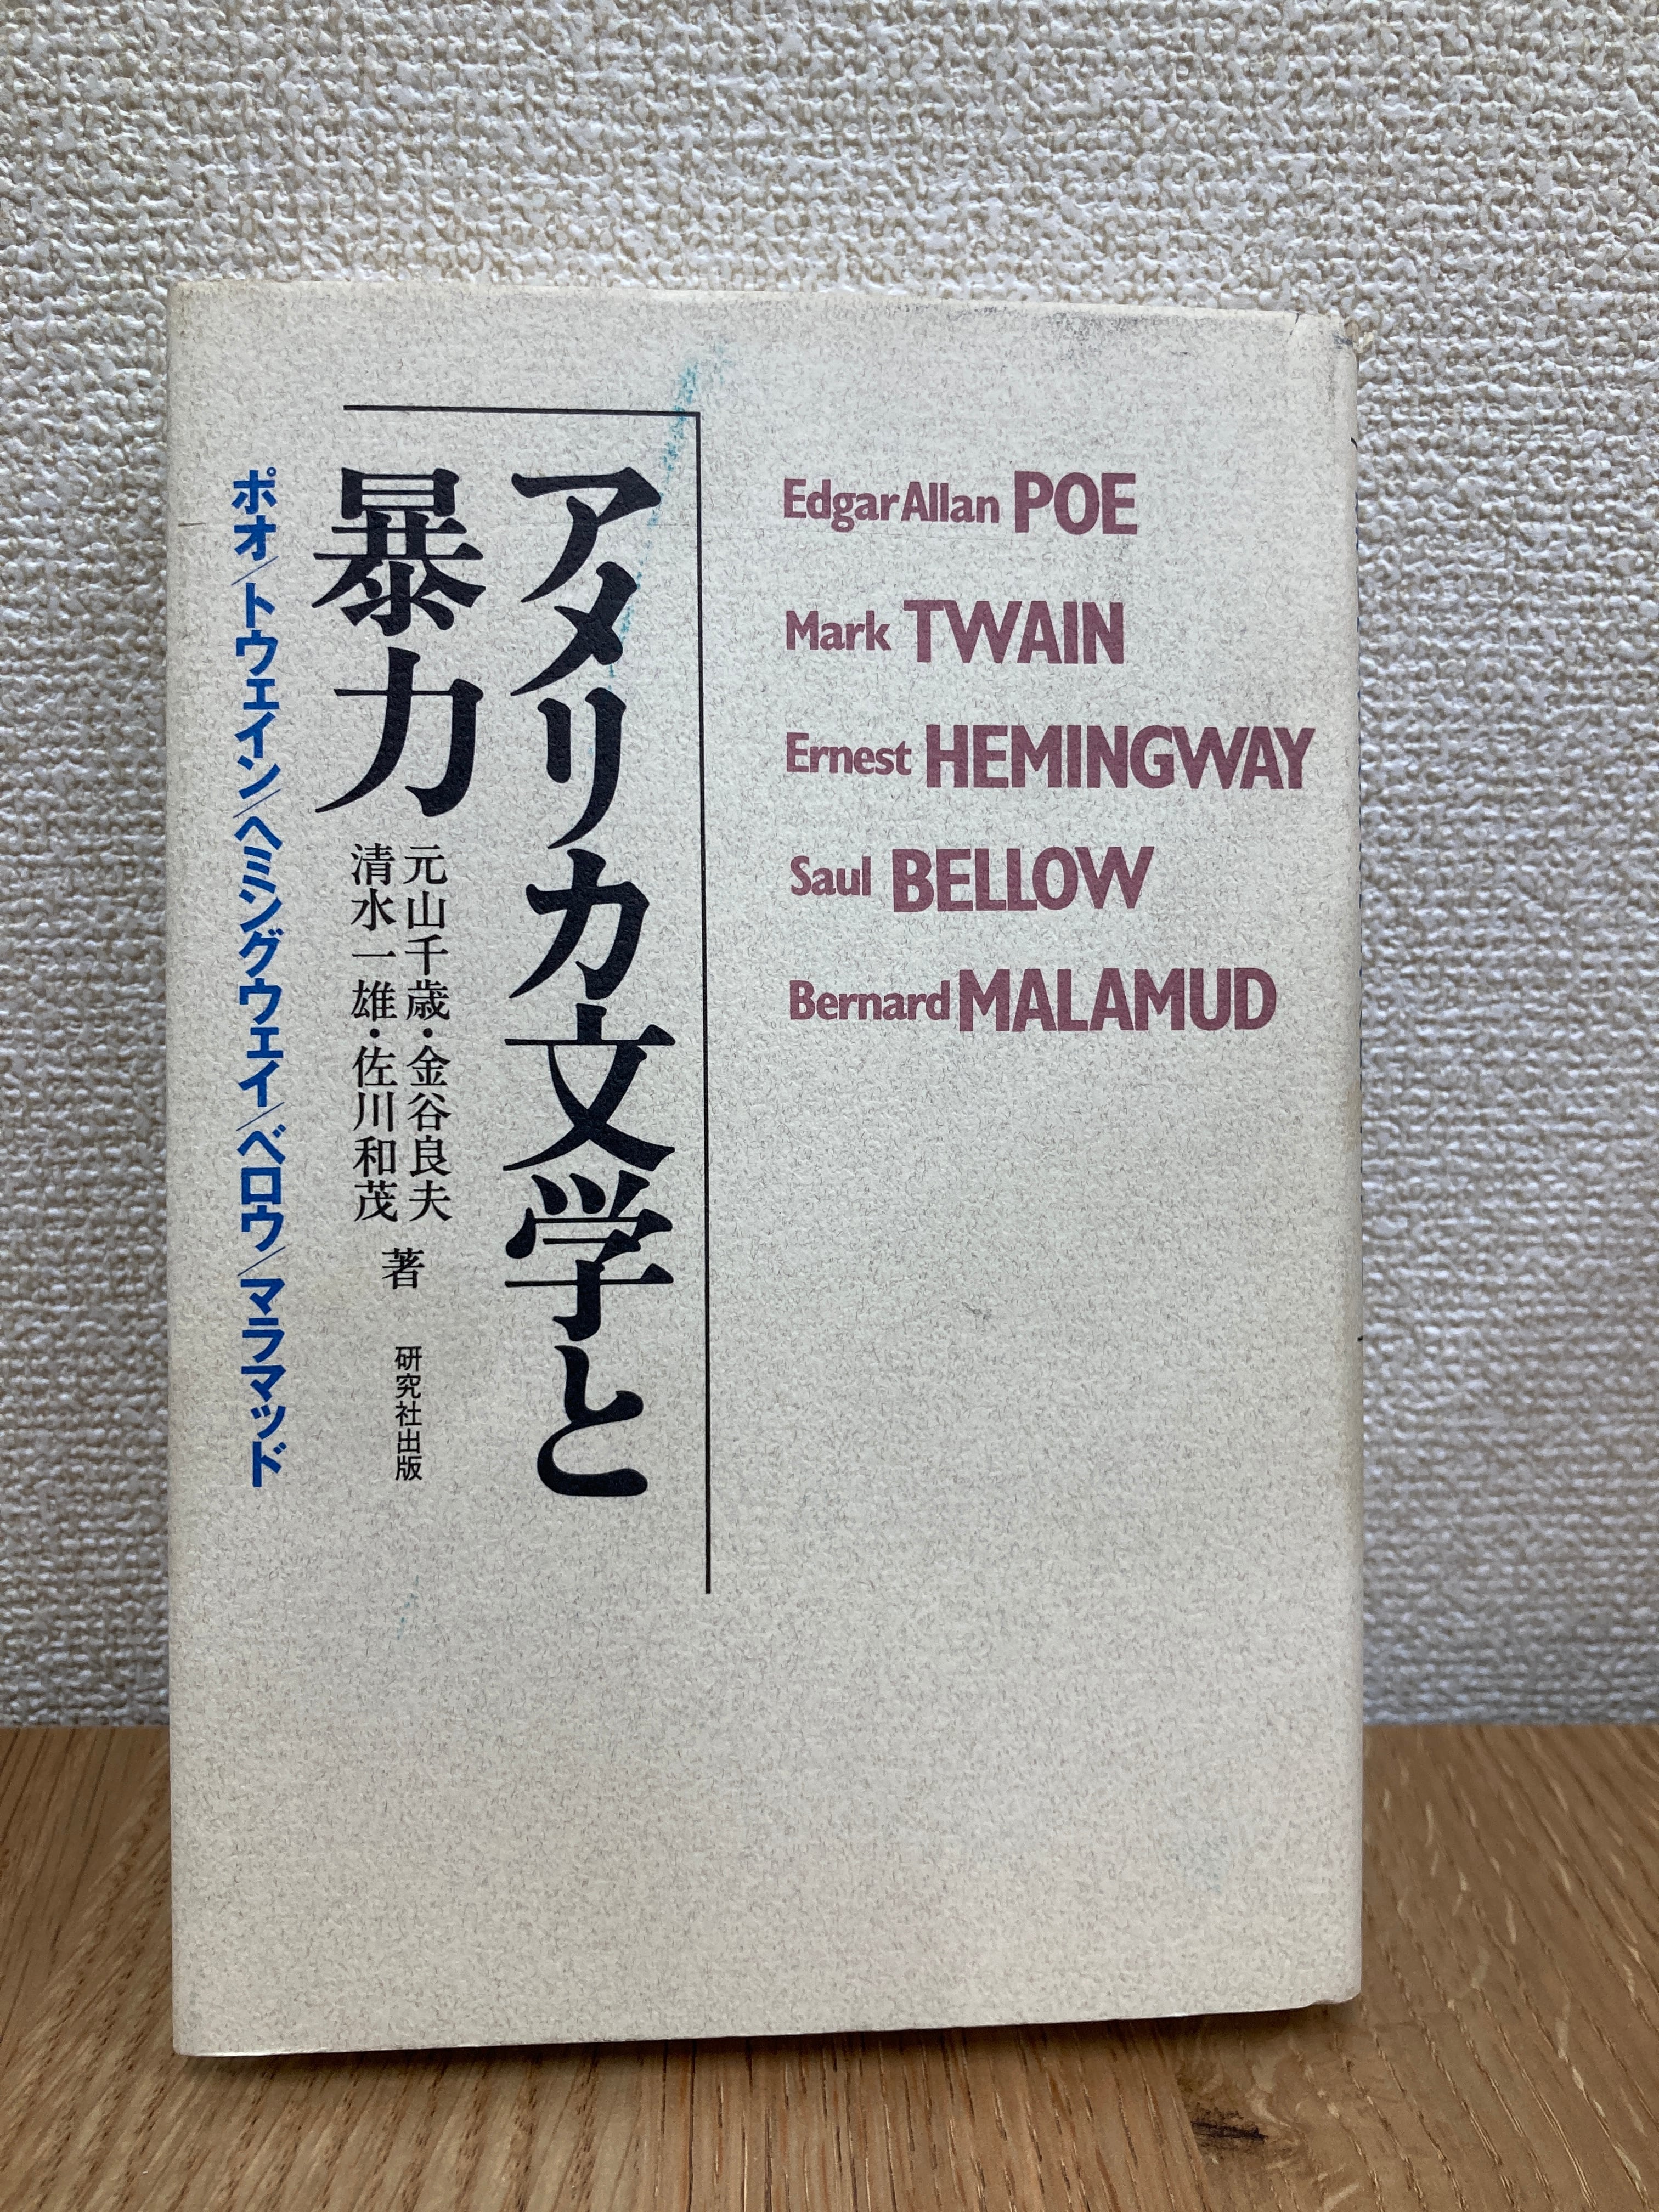 Edgar Allan POE
Mark TWAIN
Ernest HEMINGWAY
Saul BELLOW
Bernard MALAMUD
アメリカ文学と
暴力
元山千歳・金谷良夫
清水一雄・佐川和茂
著
研究社出版
ポオ/トウェイン/ヘミングウェイ/ベロウ/マラマッド